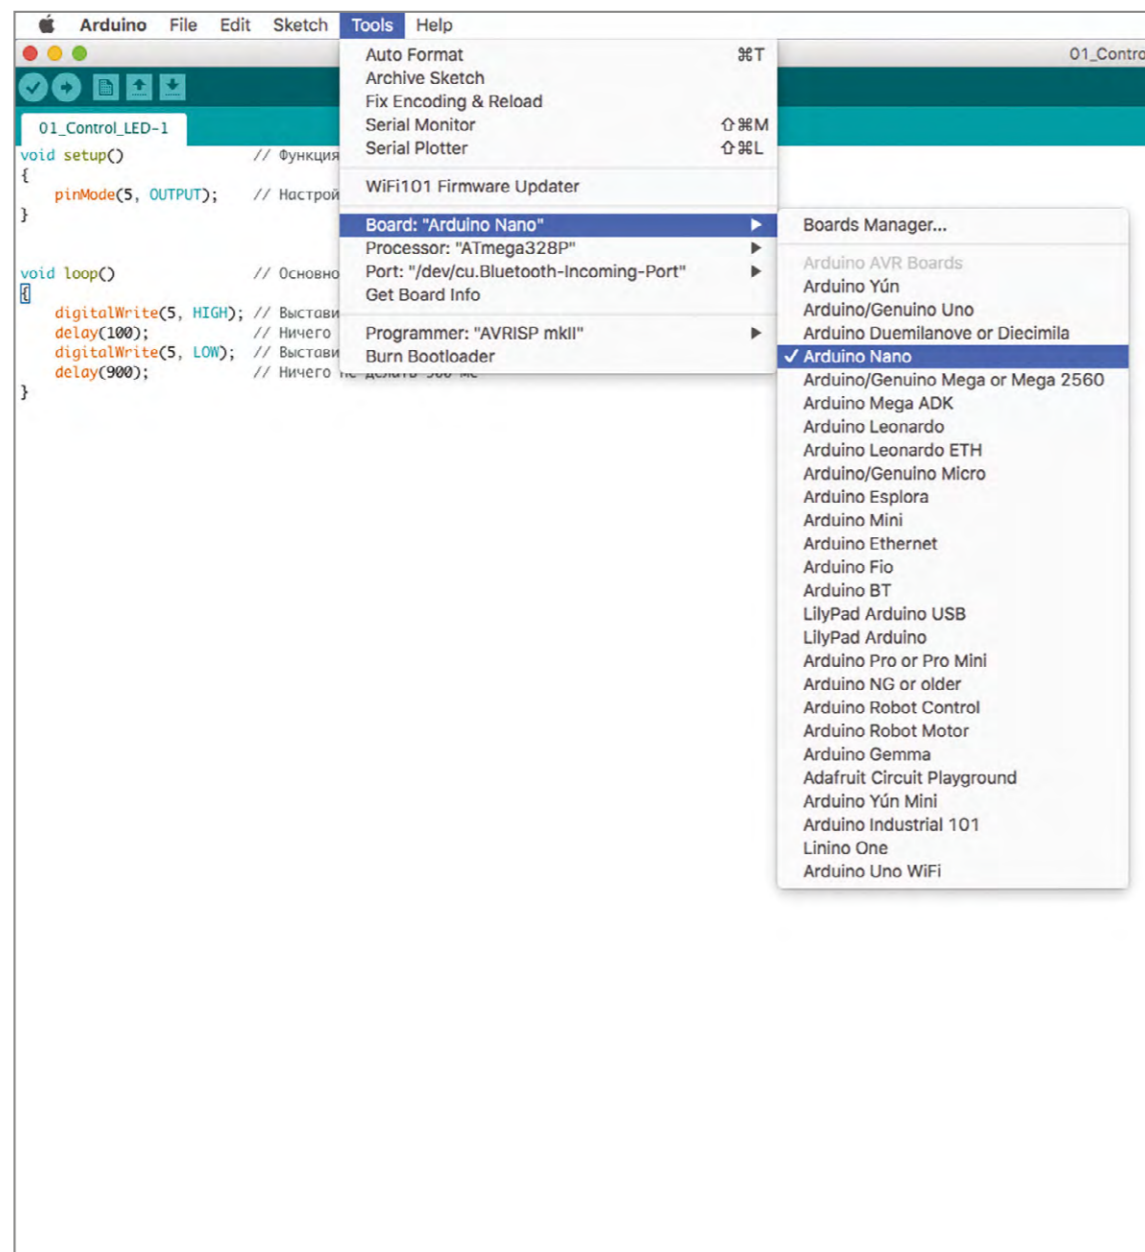 Arduino File Edit Sketch Tools Help
01_Contro
01_Control_LED-1
void setup() // Функция
{
pinMode(5, OUTPUT); // Настрой
}
void loop() // Основно
{
digitalWrite(5, HIGH); // Выстави
delay(100); // Ничего
digitalWrite(5, LOW); // Выстави
delay(900); // Ничего не делать 900 мс
}
Auto Format ⌘T
Archive Sketch
Fix Encoding & Reload
Serial Monitor ⇧⌘M
Serial Plotter ⇧⌘L
WiFi101 Firmware Updater
Board: "Arduino Nano"
Processor: "ATmega328P"
Port: "/dev/cu.Bluetooth-Incoming-Port"
Get Board Info
Programmer: "AVRISP mkII"
Burn Bootloader
Boards Manager...
Arduino AVR Boards
Arduino Yún
Arduino/Genuino Uno
Arduino Duemilanove or Diecimila
✓ Arduino Nano
Arduino/Genuino Mega or Mega 2560
Arduino Mega ADK
Arduino Leonardo
Arduino Leonardo ETH
Arduino/Genuino Micro
Arduino Esplora
Arduino Mini
Arduino Ethernet
Arduino Fio
Arduino BT
LilyPad Arduino USB
LilyPad Arduino
Arduino Pro or Pro Mini
Arduino NG or older
Arduino Robot Control
Arduino Robot Motor
Arduino Gemma
Adafruit Circuit Playground
Arduino Yún Mini
Arduino Industrial 101
Linino One
Arduino Uno WiFi